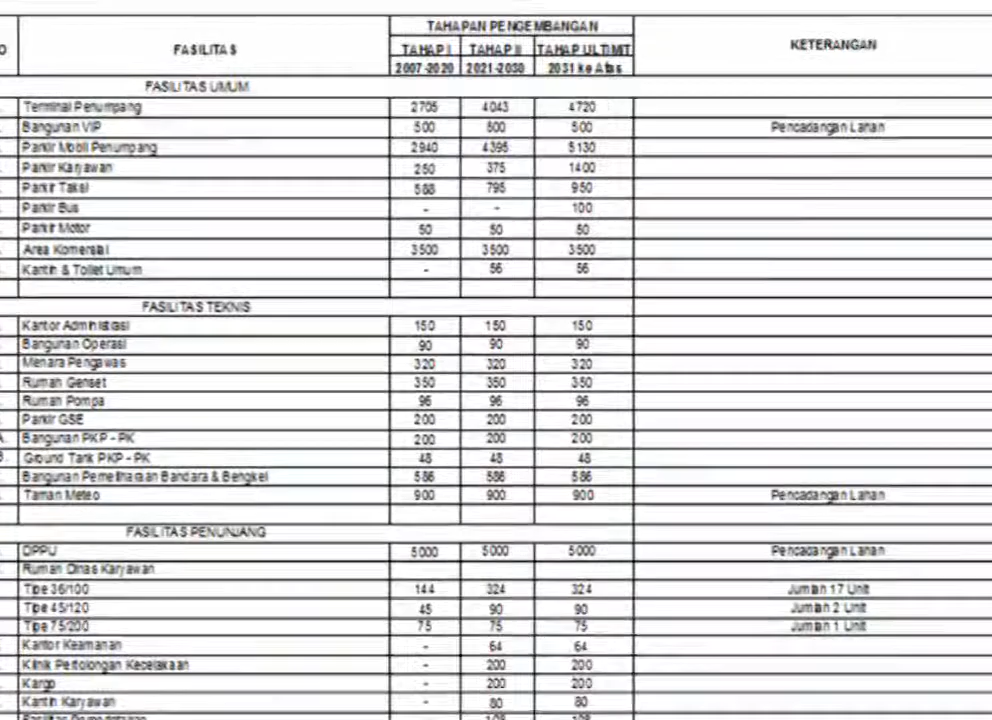 TAHAPAN PENGEMBANGAN
FASILITAS TAHAP I TAHAP II TAHAP ULTIMIT KETERANGAN
2007-2020 2021-2030 2031 ke Atas
FASILITAS UMUM
Terminal Penumpang 2705 4043 4720
Bangunan VIP 500 500 500 Pencadangan Lahan
Parkir Mobil Penumpang 2940 4395 5130
Parkir Karyawan 250 375 1400
Parkir Taksi 588 795 950
Parkir Bus - - 100
Parkir Motor 50 50 50
Area Komersial 3500 3500 3500
Kantin & Toilet Umum - 56 56
FASILITAS TEKNIS
Kantor Administrasi 150 150 150
Bangunan Operasi 90 90 90
Menara Pengawas 320 320 320
Rumah Genset 350 350 350
Rumah Pompa 96 96 96
Parkir GSE 200 200 200
Bangunan PKP - PK 200 200 200
Ground Tank PKP - PK 48 48 48
Bangunan Pemeliharaan Bandara & Bengkel 586 586 586
Taman Meteo 900 900 900 Pencadangan Lahan
FASILITAS PENUNJANG
DPPU 5000 5000 5000 Pencadangan Lahan
Rumah Dinas Karyawan
Tipe 36/100 144 324 324 Jumlah 17 Unit
Tipe 45/120 45 90 90 Jumlah 2 Unit
Tipe 75/200 75 75 75 Jumlah 1 Unit
Kantor Keamanan - 64 64
Klinik Pertolongan Kecelakaan - 200 200
Kargo - 200 200
Kantin Karyawan - 80 80